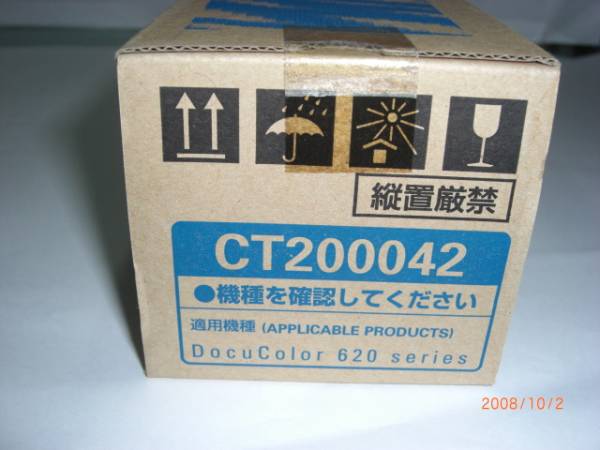 縦置厳禁
CT200042
●機種を確認してください
適用機種 (APPLICABLE PRODUCTS)
DocuColor 620 series
2008/10/2